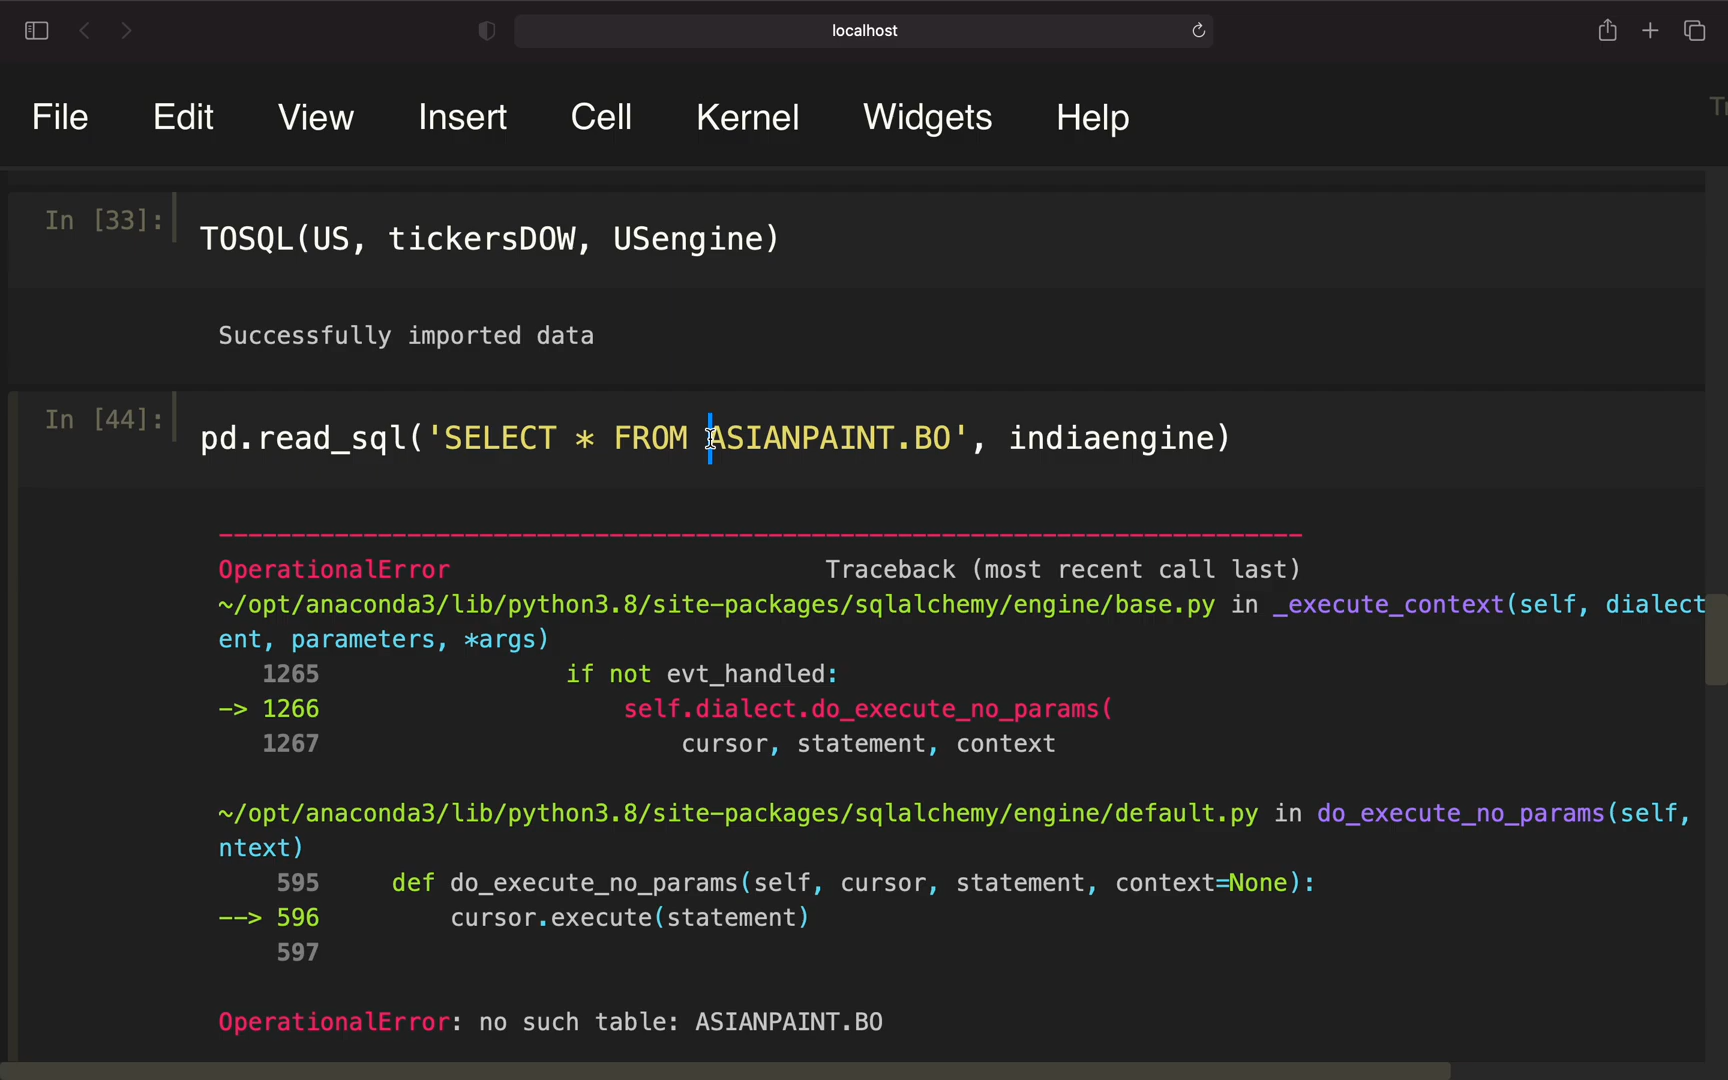 localhost
File Edit View Insert Cell Kernel Widgets Help
In [33]: TOSQL(US, tickersDOW, USengine)
Successfully imported data
In [44]: pd.read_sql('SELECT * FROM ASIANPAINT.BO', indiaengine)
---------------------------------------------------------------------------
OperationalError                          Traceback (most recent call last)
~/opt/anaconda3/lib/python3.8/site-packages/sqlalchemy/engine/base.py in _execute_context(self, dialect
ent, parameters, *args)
   1265                 if not evt_handled:
-> 1266                     self.dialect.do_execute_no_params(
   1267                         cursor, statement, context
~/opt/anaconda3/lib/python3.8/site-packages/sqlalchemy/engine/default.py in do_execute_no_params(self,
ntext)
    595     def do_execute_no_params(self, cursor, statement, context=None):
--> 596         cursor.execute(statement)
    597
OperationalError: no such table: ASIANPAINT.BO